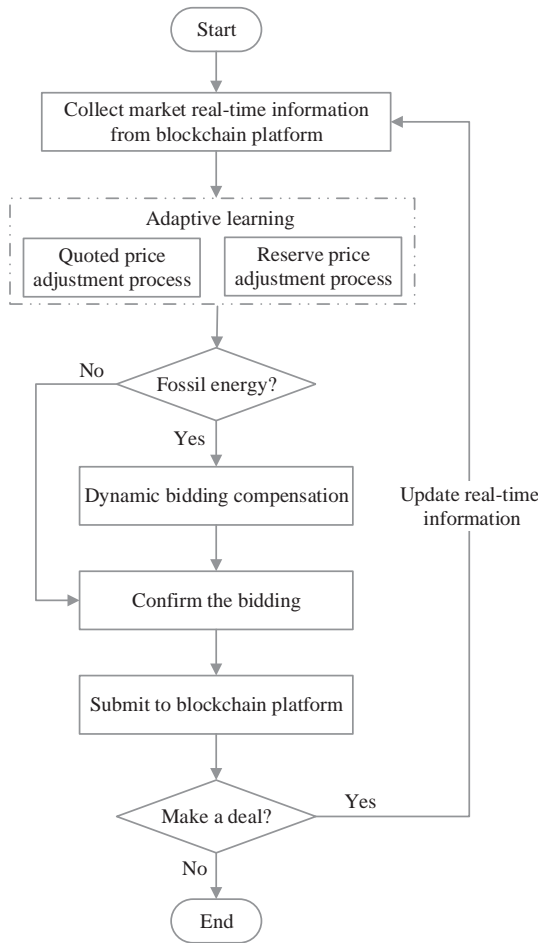 Start
Collect market real-time information
from blockchain platform
Adaptive learning
Quoted price
adjustment process
Reserve price
adjustment process
Fossil energy?
No
Yes
Dynamic bidding compensation
Update real-time
information
Confirm the bidding
Submit to blockchain platform
Make a deal?
Yes
No
End